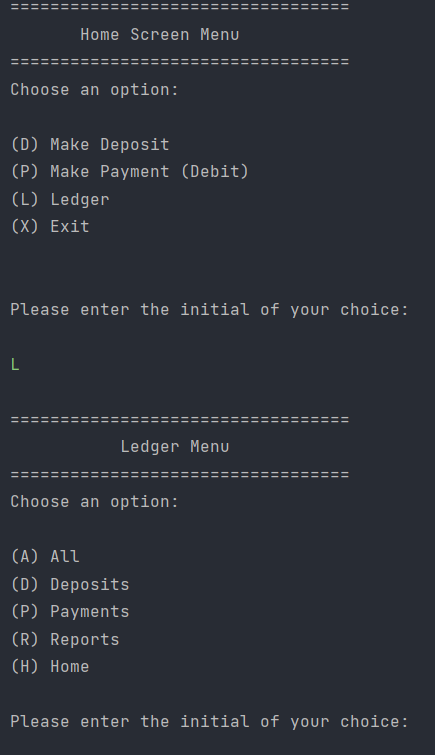 ==================================
Home Screen Menu
==================================
Choose an option:
(D) Make Deposit
(P) Make Payment (Debit)
(L) Ledger
(X) Exit
Please enter the initial of your choice:
L
==================================
Ledger Menu
==================================
Choose an option:
(A) All
(D) Deposits
(P) Payments
(R) Reports
(H) Home
Please enter the initial of your choice: